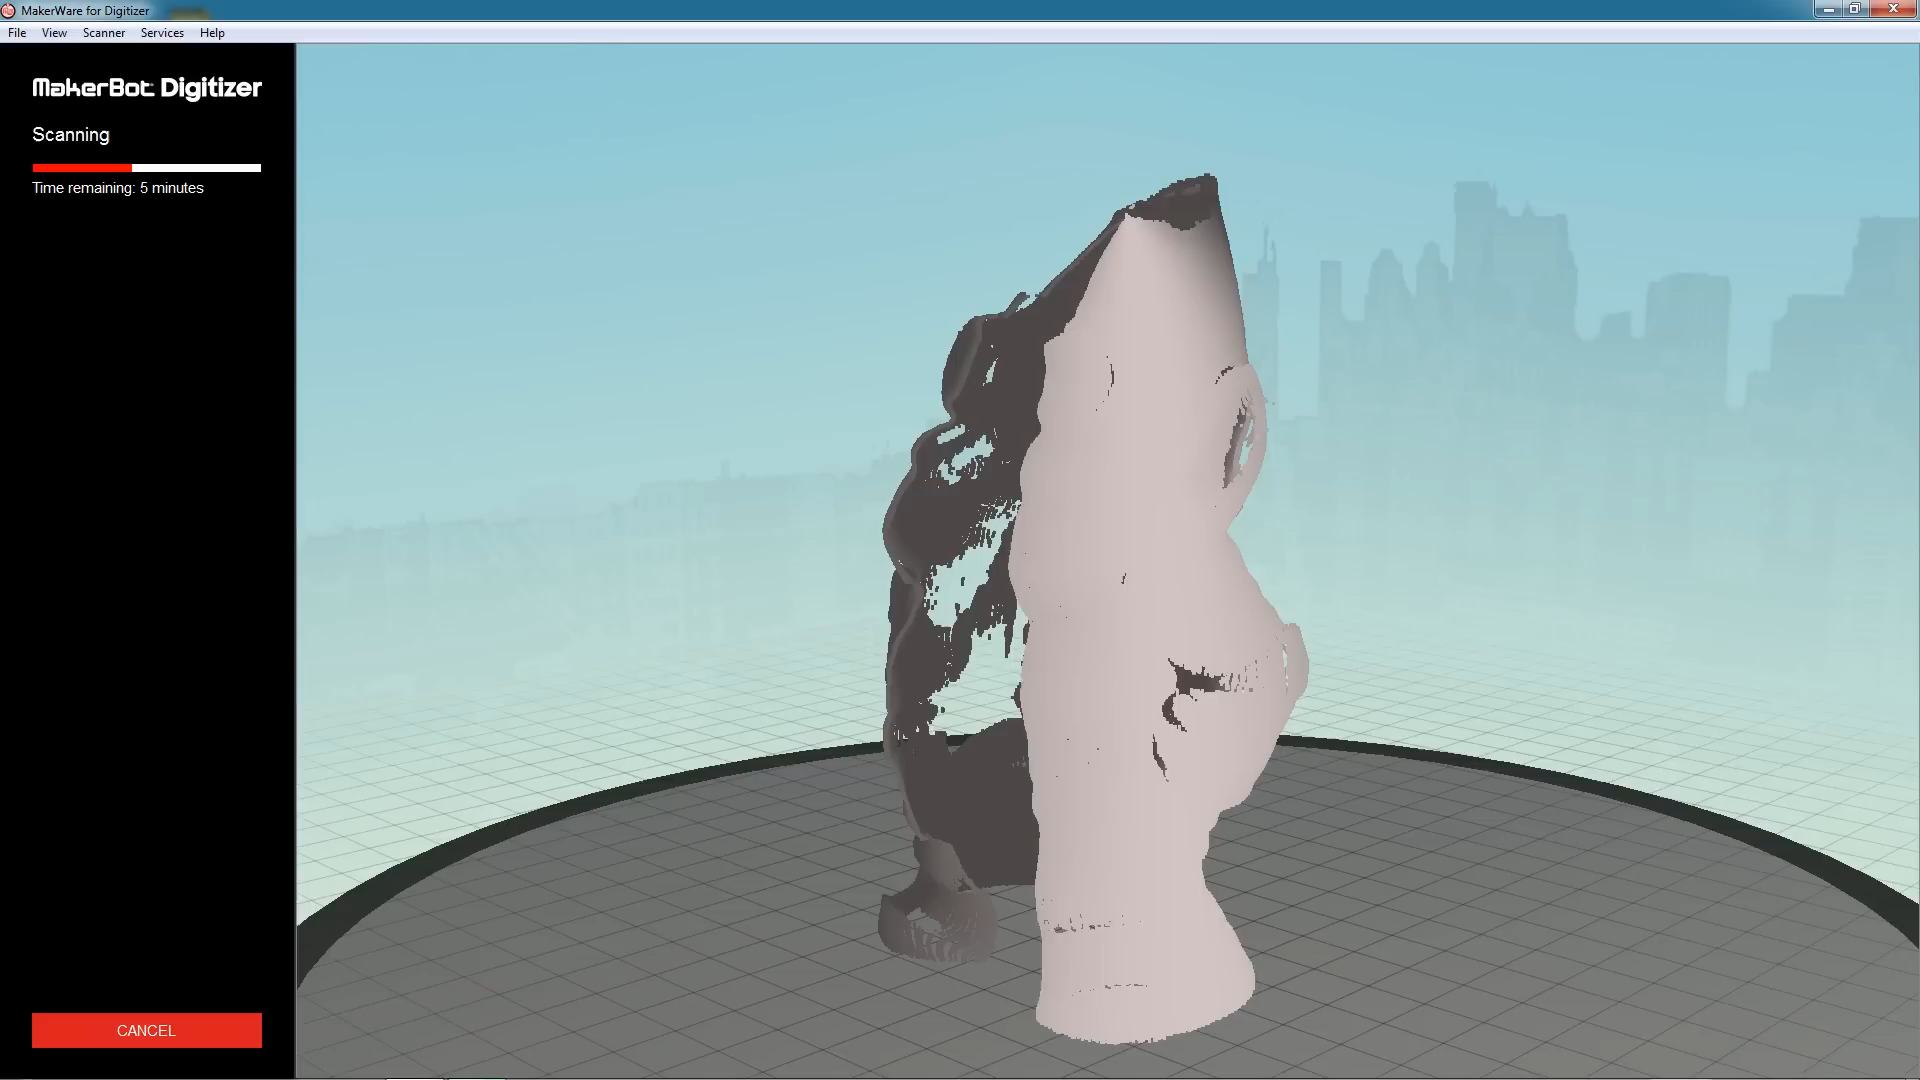 MakerWare for Digitizer
File View Scanner Services Help
MakerBot Digitizer
Scanning
Time remaining: 5 minutes
CANCEL